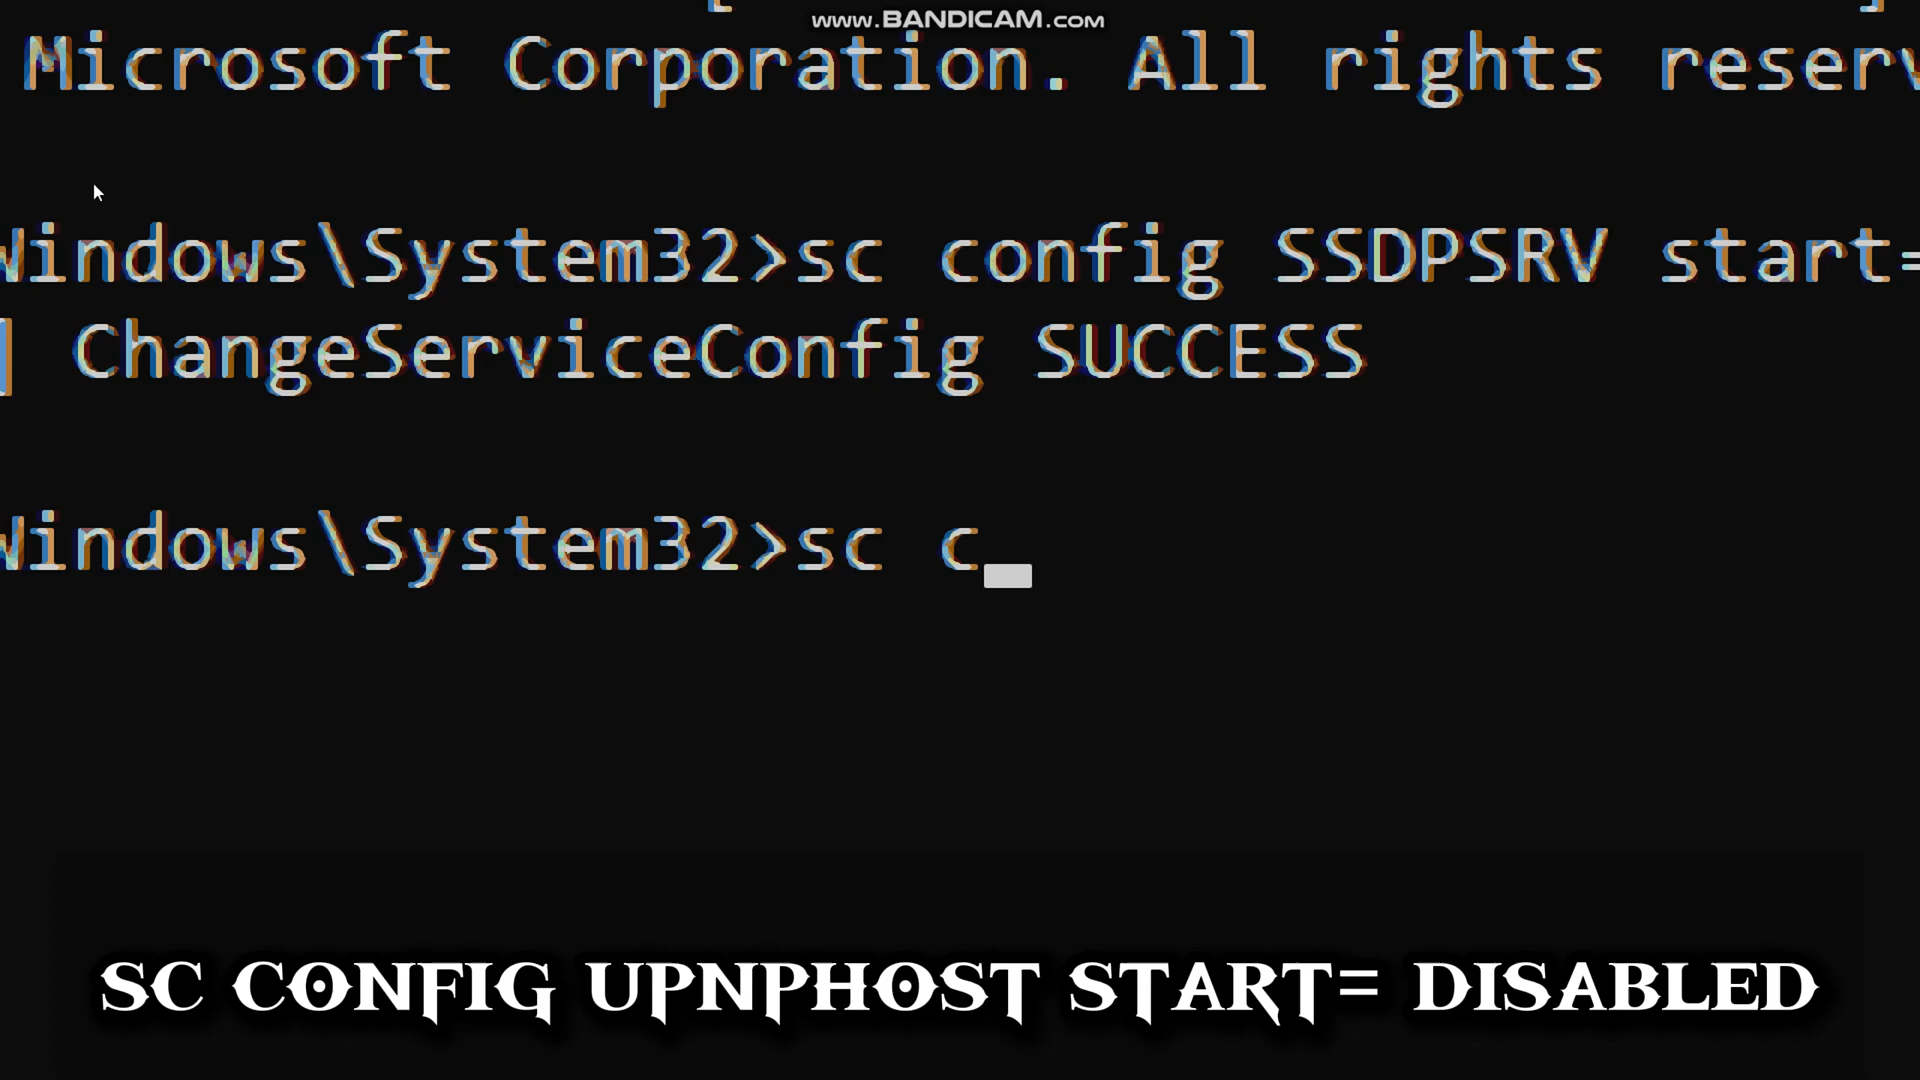 www.BANDICAM.com
Microsoft Corporation. All rights reserv
Windows\System32>sc config SSDPSRV start=
] ChangeServiceConfig SUCCESS
Windows\System32>sc c_
SC CONFIG UPNPHOST START= DISABLED